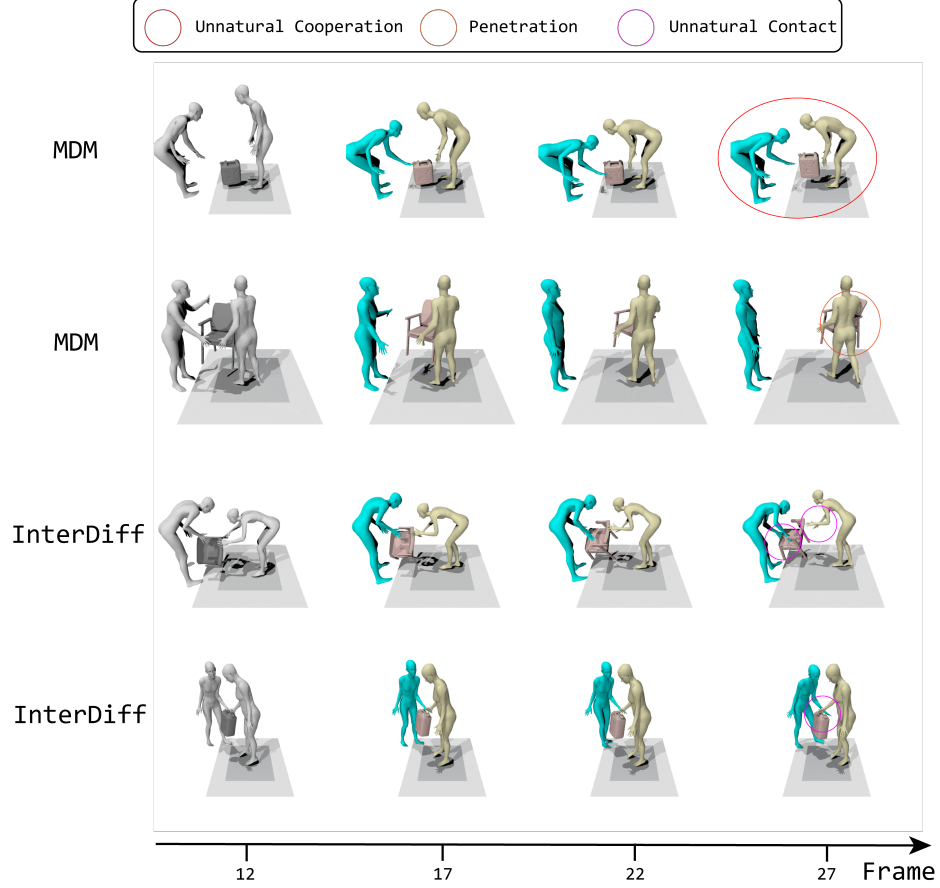 Unnatural Cooperation Penetration Unnatural Contact
MDM
MDM
InterDiff
InterDiff
12 17 22 27 Frame